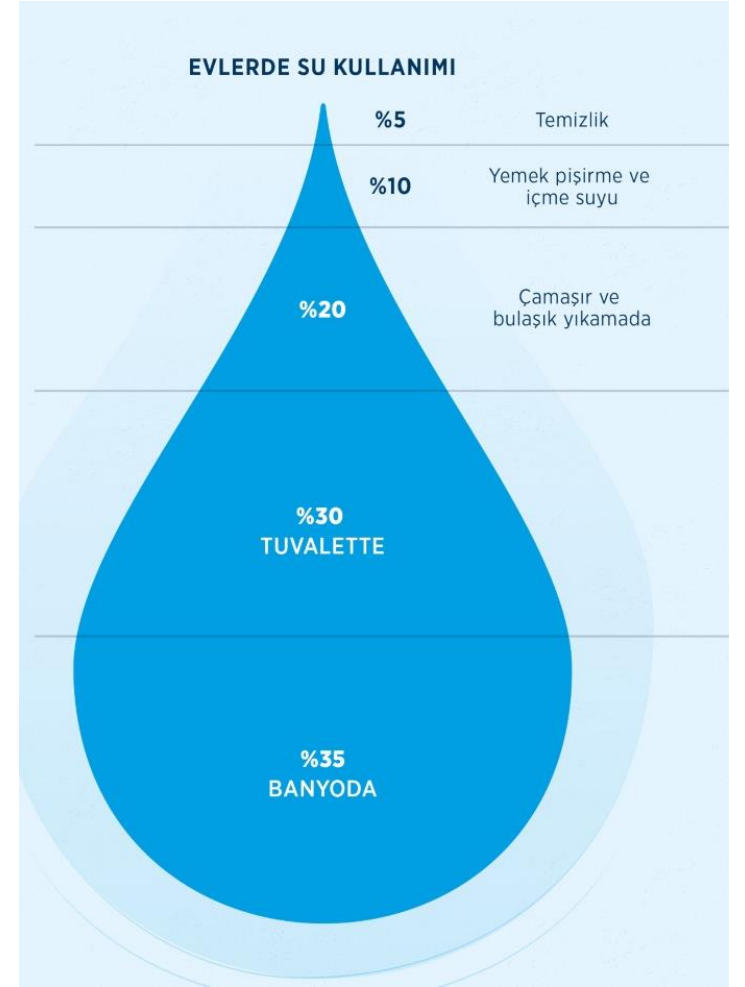 EVLERDE SU KULLANIMI
%5
Temizlik
%10
Yemek pişirme ve
içme suyu
%20
Çamaşır ve
bulaşık yıkamada
%30
TUVALETTE
%35
BANYODA